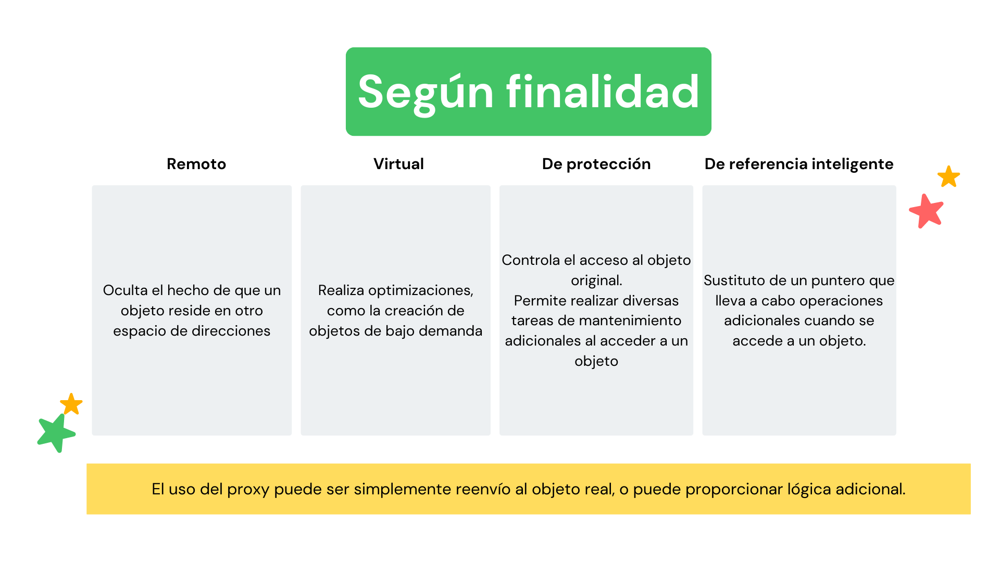 Según finalidad
Remoto
Oculta el hecho de que un
objeto reside en otro
espacio de direcciones
Virtual
Realiza optimizaciones,
como la creación de
objetos de bajo demanda
De protección
Controla el acceso al objeto
original.
Permite realizar diversas
tareas de mantenimiento
adicionales al acceder a un
objeto
De referencia inteligente
Sustituto de un puntero que
lleva a cabo operaciones
adicionales cuando se
accede a un objeto.
El uso del proxy puede ser simplemente reenvío al objeto real, o puede proporcionar lógica adicional.